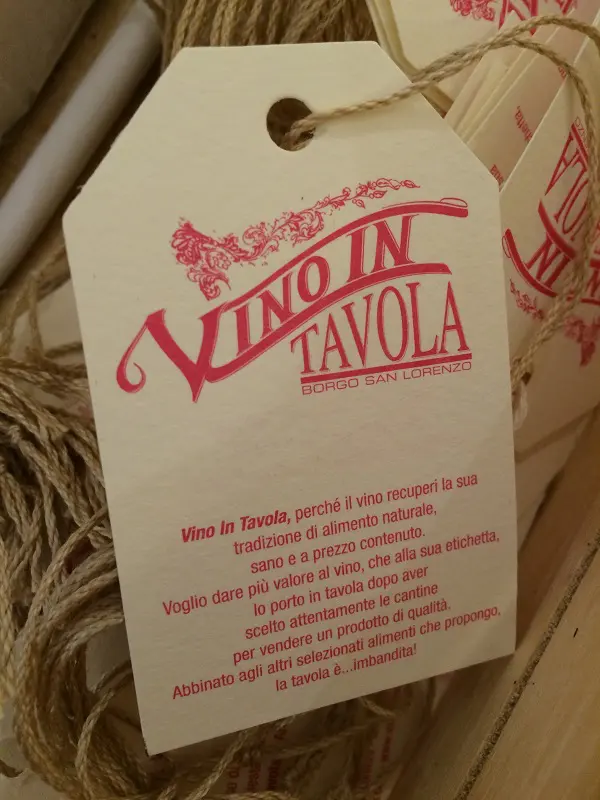 VINO IN
TAVOLA
BORGO SAN LORENZO
Vino In Tavola, perché il vino recuperi la sua
tradizione di alimento naturale,
sano e a prezzo contenuto.
Voglio dare più valore al vino, che alla sua etichetta,
lo porto in tavola dopo aver
scelto attentamente le cantine
per vendere un prodotto di qualità.
Abbinato agli altri selezionati alimenti che propongo,
la tavola è...imbandita!